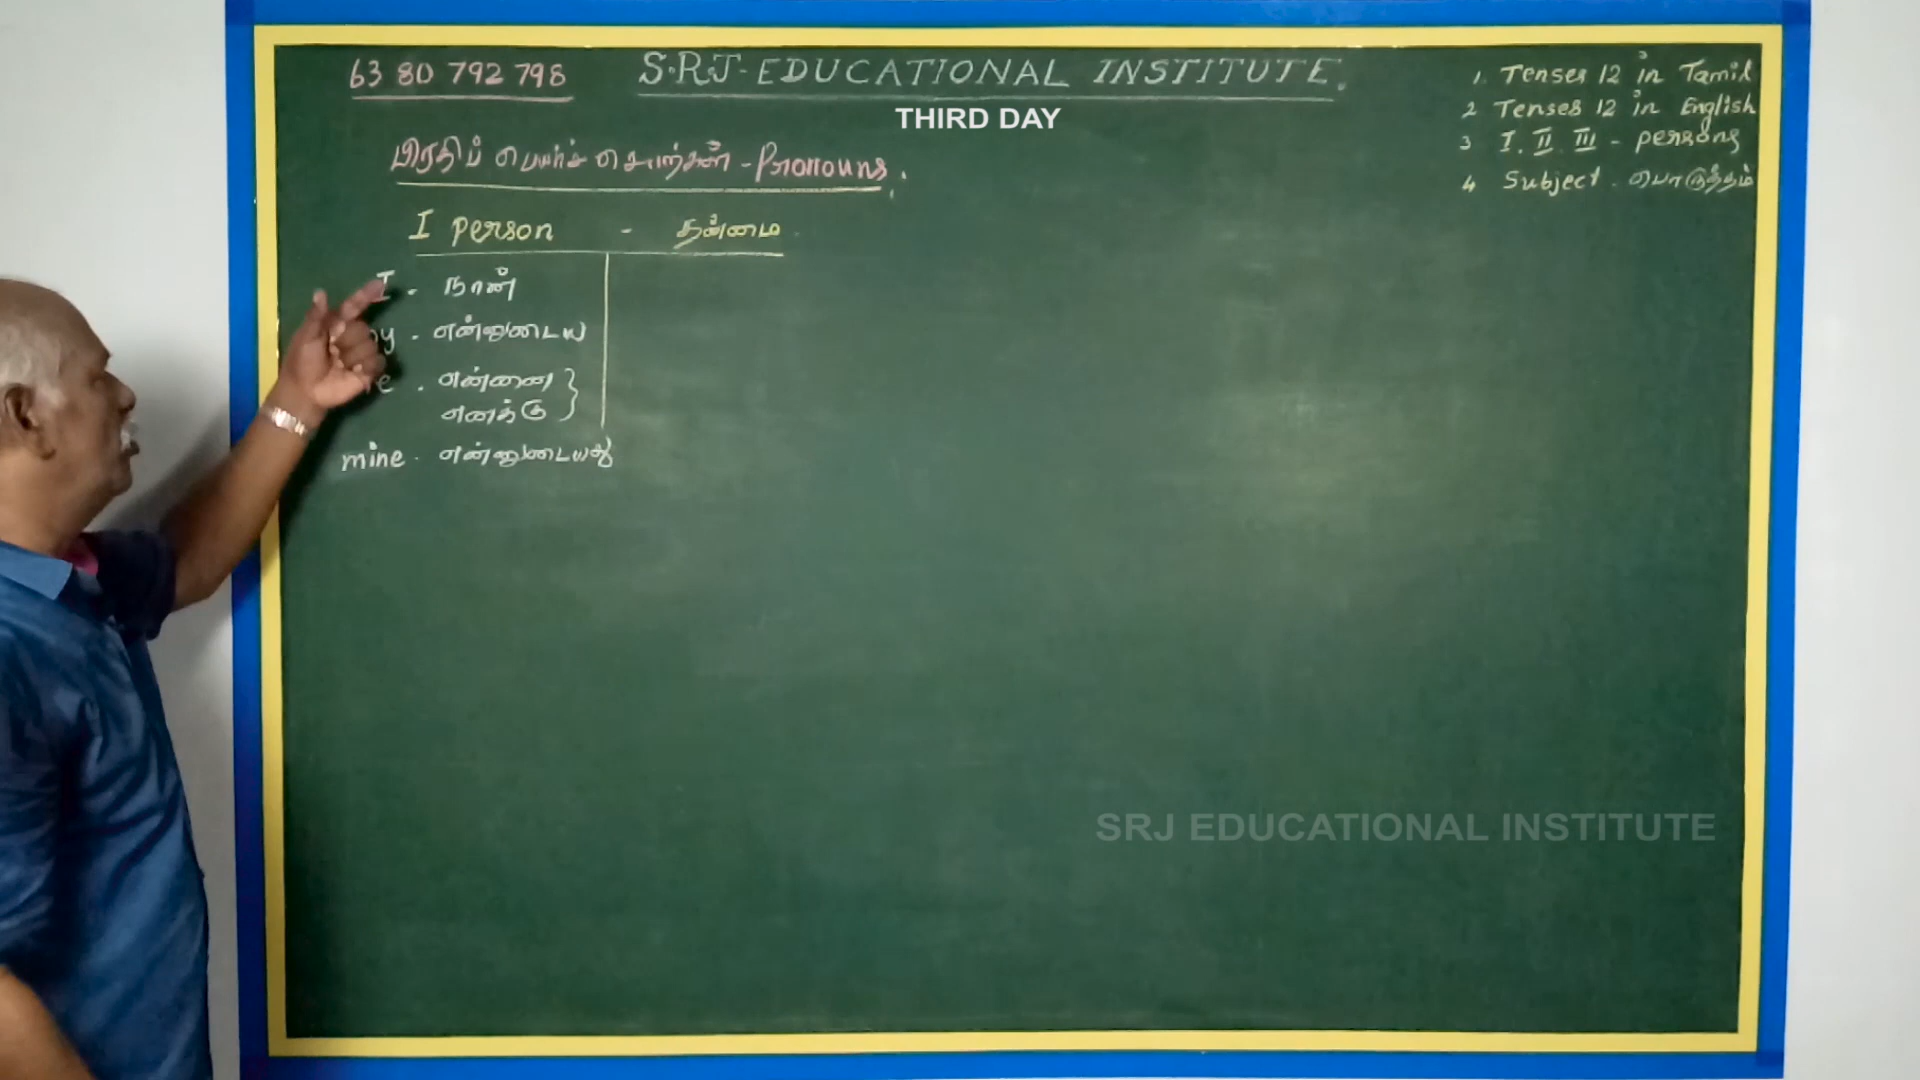 63 80 792 798
S.R.J. EDUCATIONAL INSTITUTE.
THIRD DAY
1. Tenses 12 in Tamil
2 Tenses 12 in English
3 I. II III - persons
4 Subject. பொருத்தம்
பிரதிப் பெயர்ச் சொற்கள் - Pronouns.
I person - தன்மை
I - நான்
my - என்னுடைய
me - என்னை
எனக்கு
mine - என்னுடையது
SRJ EDUCATIONAL INSTITUTE